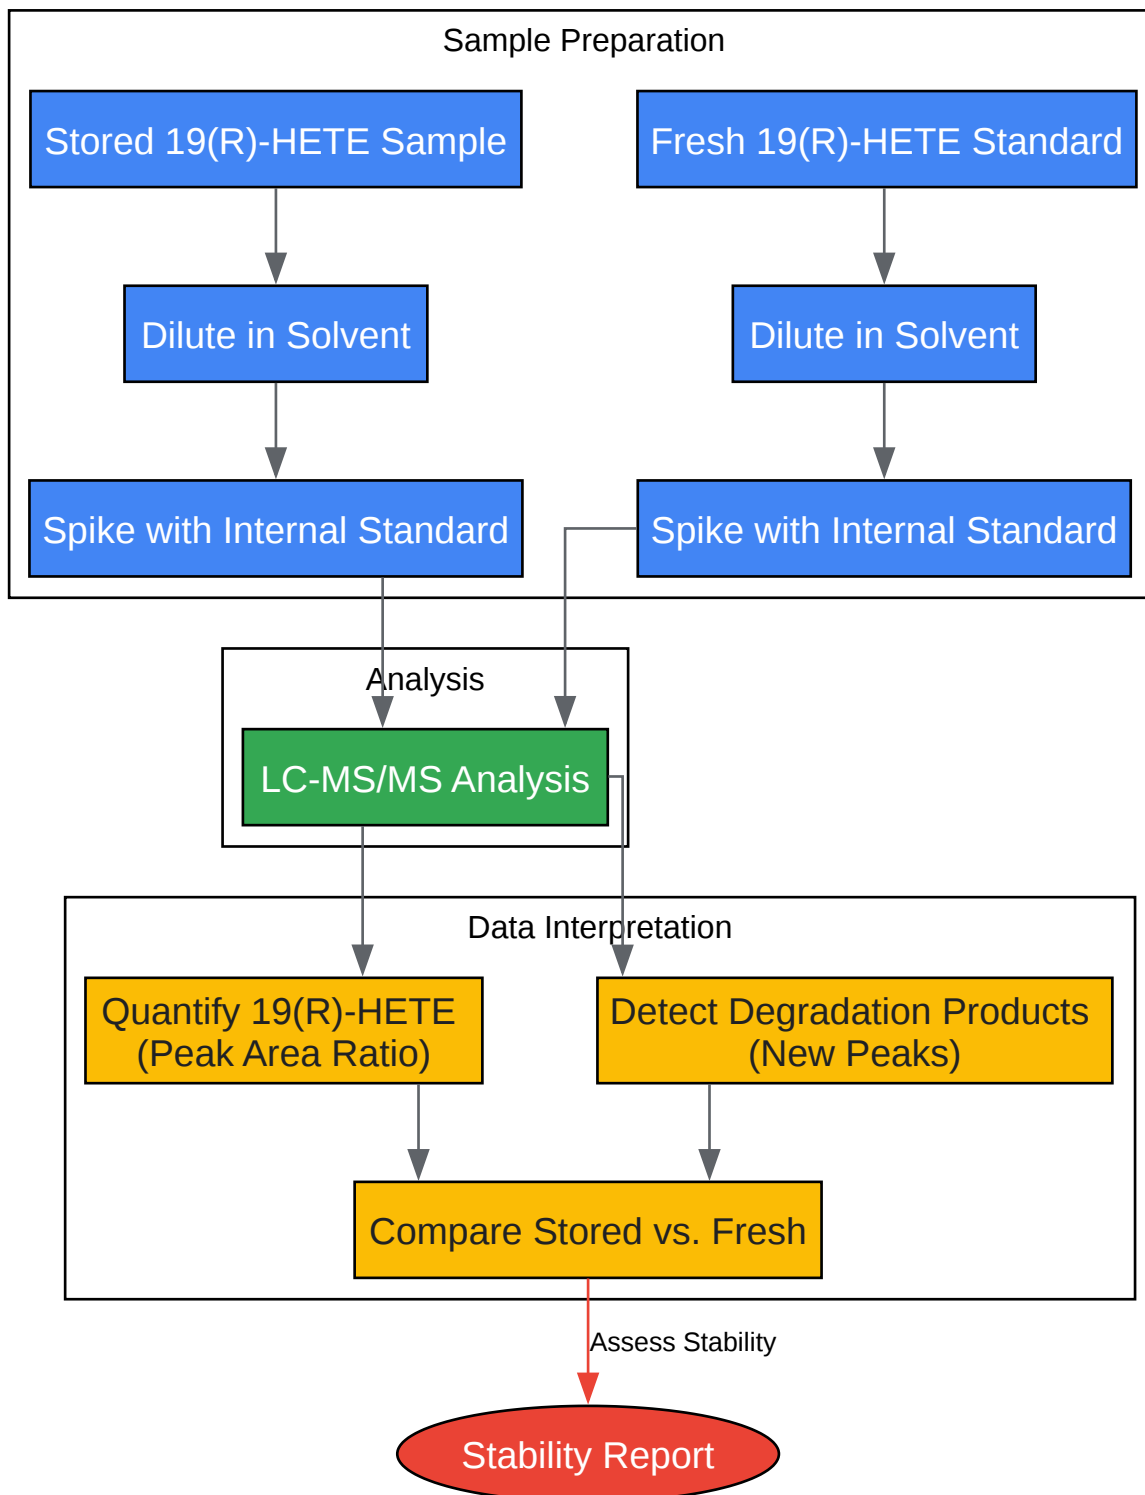 Sample Preparation
Stored 19(R)-HETE Sample
Fresh 19(R)-HETE Standard
Dilute in Solvent
Dilute in Solvent
Spike with Internal Standard
Spike with Internal Standard
Analysis
LC-MS/MS Analysis
Data Interpretation
Quantify 19(R)-HETE
(Peak Area Ratio)
Detect Degradation Products
(New Peaks)
Compare Stored vs. Fresh
Assess Stability
Stability Report